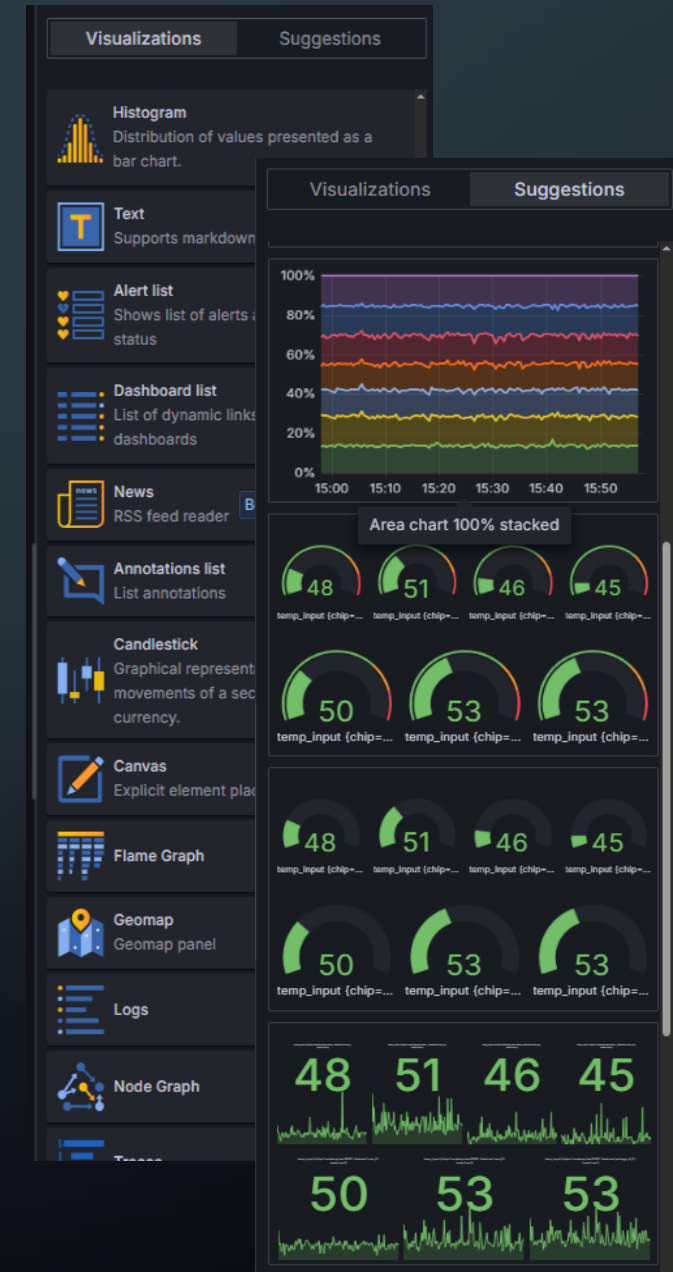 Visualizations
Suggestions
Histogram
Distribution of values presented as a
bar chart.
Text
Supports markdown
Alert list
Shows list of alerts
status
Dashboard list
List of dynamic links
dashboards
News
RSS feed reader
Annotations list
List annotations
Candlestick
Graphical
movements of a
currency.
Canvas
Explicit element
Flame Graph
Geomap
Geomap panel
Logs
Node Graph
Visualizations
Suggestions
100%
80%
60%
40%
20%
0%
15:00 15:10 15:20 15:30 15:40 15:50
Area chart 100% stacked
48 51 46 45
temp_input {chip=... temp_input {chip=... temp_input {chip=... temp_input {chip=...
50 53 53
temp_input {chip=... temp_input {chip=... temp_input {chip=...
48 51 46 45
temp_input {chip=... temp_input {chip=... temp_input {chip=... temp_input {chip=...
50 53 53
temp_input {chip=... temp_input {chip=... temp_input {chip=...
48 51 46 45
50 53 53